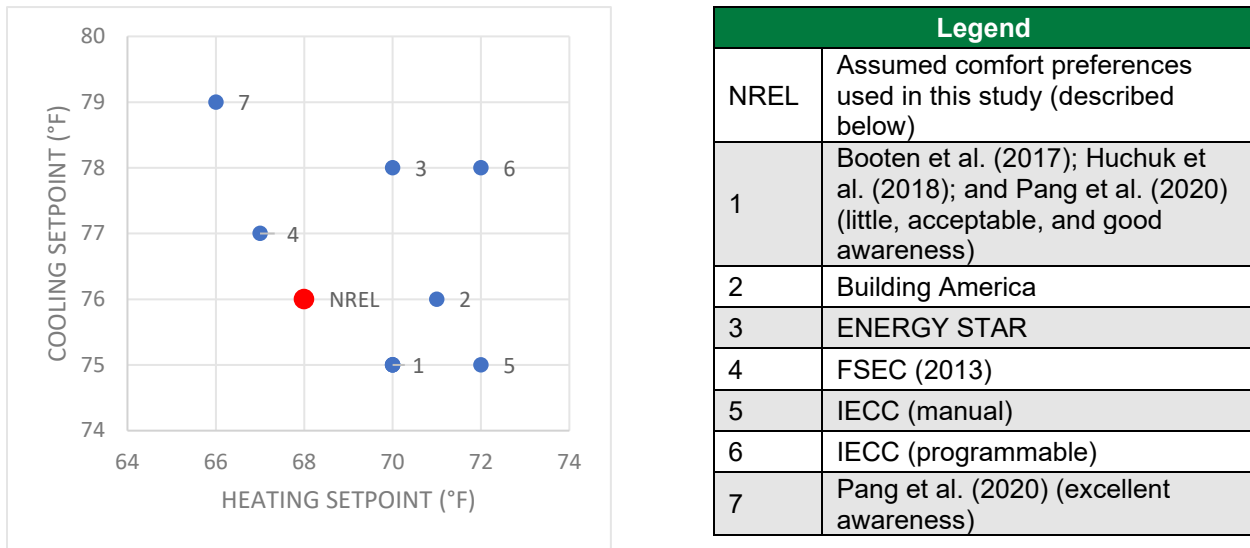 80
79
78
77
76
75
74
COOLING SETPOINT (°F)
7
3
6
4
NREL
2
1
5
64
66
68
70
72
74
HEATING SETPOINT (°F)
Legend
NREL
Assumed comfort preferences
used in this study (described
below)
1
Booten et al. (2017); Huchuk et
al. (2018); and Pang et al. (2020)
(little, acceptable, and good
awareness)
2
Building America
3
ENERGY STAR
4
FSEC (2013)
5
IECC (manual)
6
IECC (programmable)
7
Pang et al. (2020) (excellent
awareness)